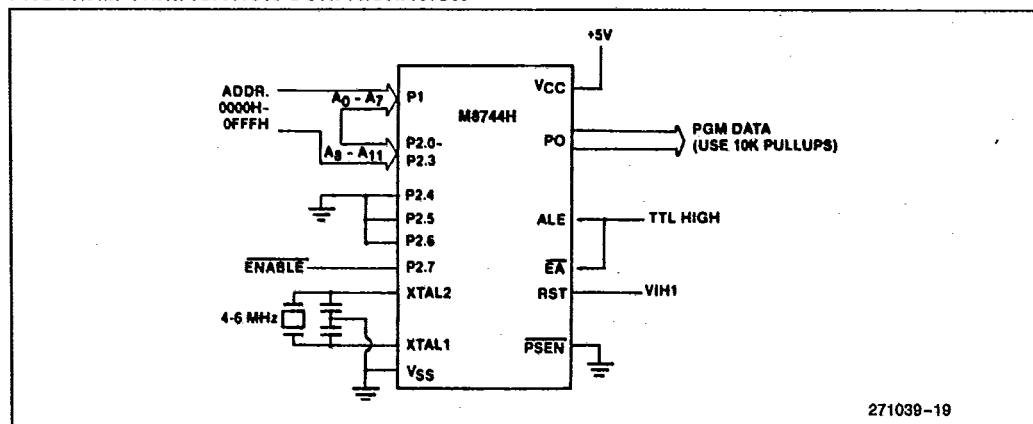 +5V
ADDR.
0000H-
0FFFH
A0 - A7
A8 - A11
P1
P2.0-
P2.3
P2.4
P2.5
P2.6
ENABLE
P2.7
XTAL2
4-6 MHz
XTAL1
VSS
M8744H
VCC
PO
PGM DATA
(USE 10K PULLUPS)
ALE
TTL HIGH
EA
RST
VIH1
PSEN
271039-19